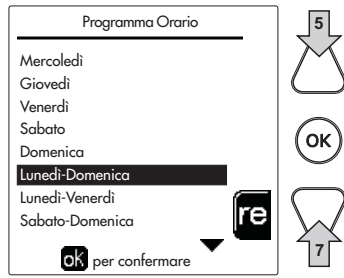 Programma Orario
Mercoledì
Giovedì
Venerdì
Sabato
Domenica
Lunedì-Domenica
Lunedì-Venerdì
Sabato-Domenica
re
ok per confermare
5
OK
7